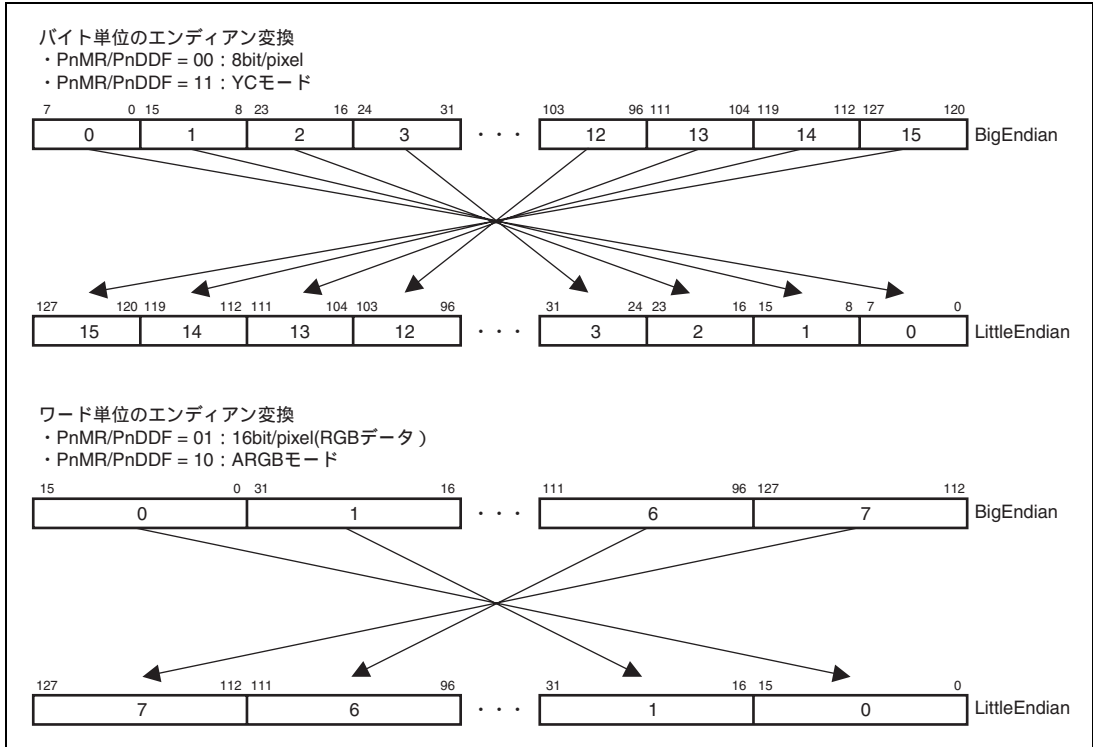 バイト単位のエンディアン変換
・PnMR/PnDDF = 00：8bit/pixel
・PnMR/PnDDF = 11：YCモード
7 0 15 8 23 16 24 31 103 96 111 104 119 112 127 120
0 1 2 3 ・・・ 12 13 14 15 BigEndian
127 120 119 112 111 104 103 96 31 24 23 16 15 8 7 0
15 14 13 12 ・・・ 3 2 1 0 LittleEndian
ワード単位のエンディアン変換
・PnMR/PnDDF = 01：16bit/pixel(RGBデータ）
・PnMR/PnDDF = 10：ARGBモード
15 0 31 16 111 96 127 112
0 1 ・・・ 6 7 BigEndian
127 112 111 96 31 16 15 0
7 6 ・・・ 1 0 LittleEndian